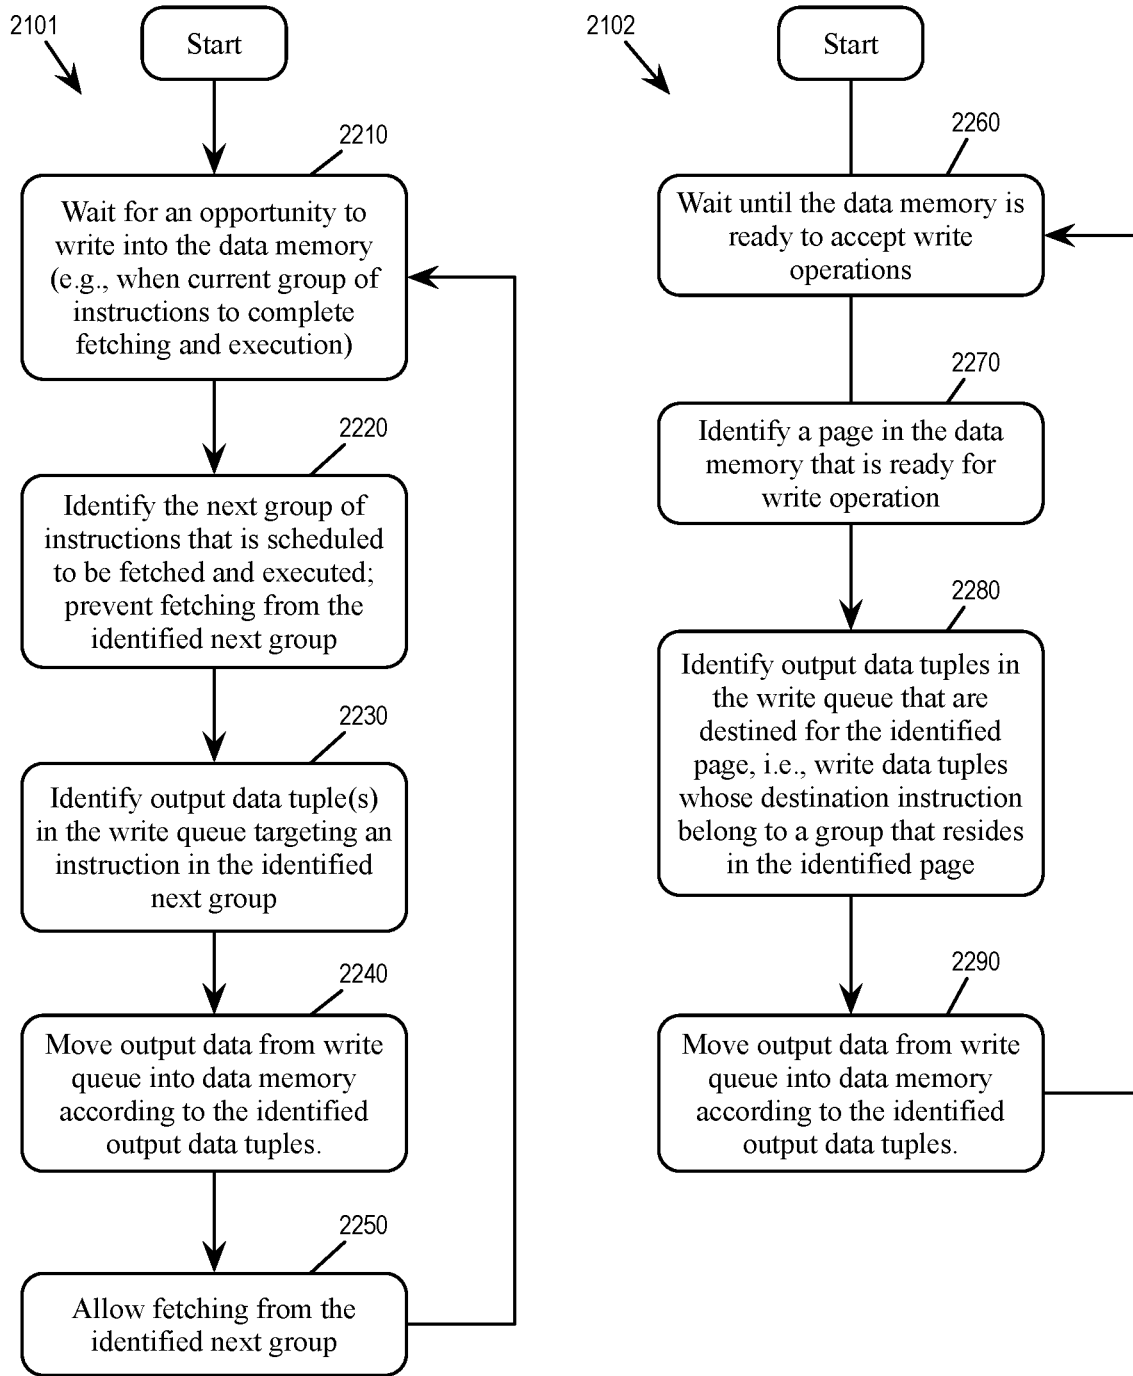 2101
Start
2210
Wait for an opportunity to
write into the data memory
(e.g., when current group of
instructions to complete
fetching and execution)
2220
Identify the next group of
instructions that is scheduled
to be fetched and executed;
prevent fetching from the
identified next group
2230
Identify output data tuple(s)
in the write queue targeting an
instruction in the identified
next group
2240
Move output data from write
queue into data memory
according to the identified
output data tuples.
2250
Allow fetching from the
identified next group
2102
Start
2260
Wait until the data memory is
ready to accept write
operations
2270
Identify a page in the data
memory that is ready for
write operation
2280
Identify output data tuples in
the write queue that are
destined for the identified
page, i.e., write data tuples
whose destination instruction
belong to a group that resides
in the identified page
2290
Move output data from write
queue into data memory
according to the identified
output data tuples.